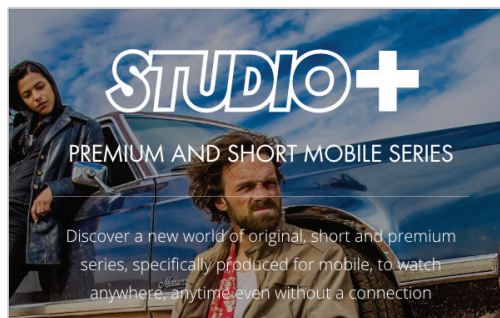 STUDIO+
PREMIUM AND SHORT MOBILE SERIES
Discover a new world of original, short and premium
series, specifically produced for mobile, to watch
anywhere, anytime even without a connection